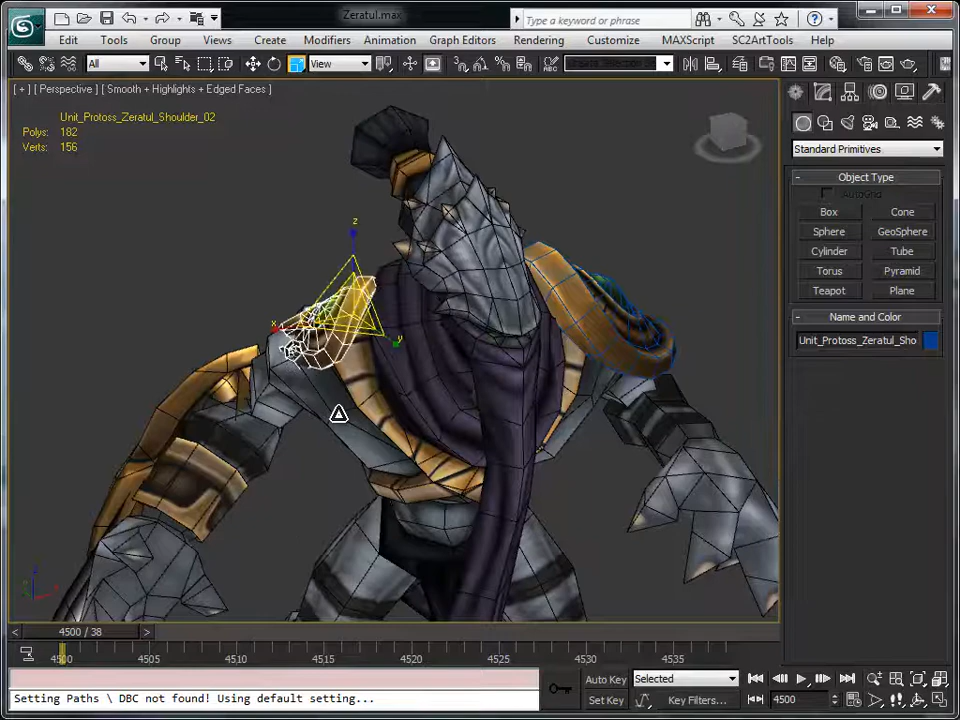 Zeratul.max
Type a keyword or phrase
Edit Tools Group Views Create Modifiers Animation Graph Editors Rendering Customize MAXScript SC2ArtTools Help
All View
[ + ] [ Perspective ] [ Smooth + Highlights + Edged Faces ]
Unit_Protoss_Zeratul_Shoulder_02
Polys: 182
Verts: 156
z
x
y
Standard Primitives
- Object Type
AutoGrid
Box Cone
Sphere GeoSphere
Cylinder Tube
Torus Pyramid
Teapot Plane
- Name and Color
Unit_Protoss_Zeratul_Sho
< 4500 / 38 >
4500 4505 4510 4515 4520 4525 4530 4535
Auto Key Selected
Set Key Key Filters... 4500
Setting Paths \ DBC not found! Using default setting...